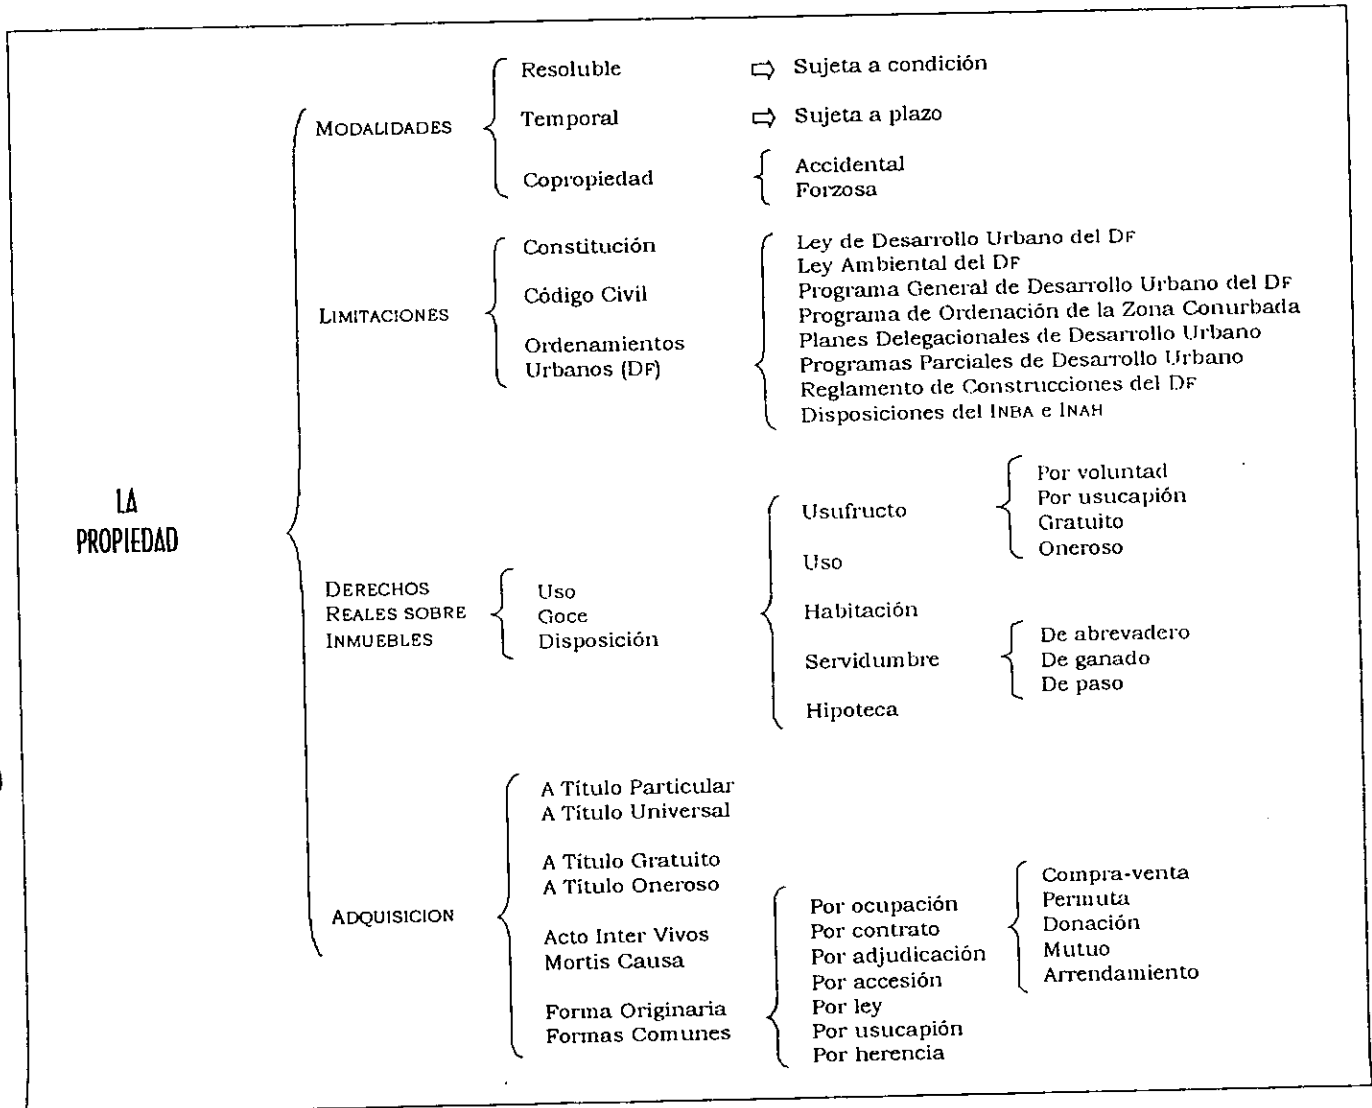 LA
PROPIEDAD
MODALIDADES
Resoluble ⇨ Sujeta a condición
Temporal ⇨ Sujeta a plazo
Copropiedad
Accidental
Forzosa
LIMITACIONES
Constitución
Código Civil
Ordenamientos
Urbanos (DF)
Ley de Desarrollo Urbano del DF
Ley Ambiental del DF
Programa General de Desarrollo Urbano del DF
Programa de Ordenación de la Zona Conurbada
Planes Delegacionales de Desarrollo Urbano
Programas Parciales de Desarrollo Urbano
Reglamento de Construcciones del DF
Disposiciones del INBA e INAH
DERECHOS
REALES SOBRE
INMUEBLES
Uso
Goce
Disposición
Usufructo
Por voluntad
Por usucapión
Gratuito
Oneroso
Uso
Habitación
Servidumbre
De abrevadero
De ganado
De paso
Hipoteca
ADQUISICION
A Título Particular
A Título Universal
A Título Gratuito
A Título Oneroso
Acto Inter Vivos
Mortis Causa
Forma Originaria
Formas Comunes
Por ocupación
Por contrato
Por adjudicación
Por accesión
Por ley
Por usucapión
Por herencia
Compra-venta
Permuta
Donación
Mutuo
Arrendamiento